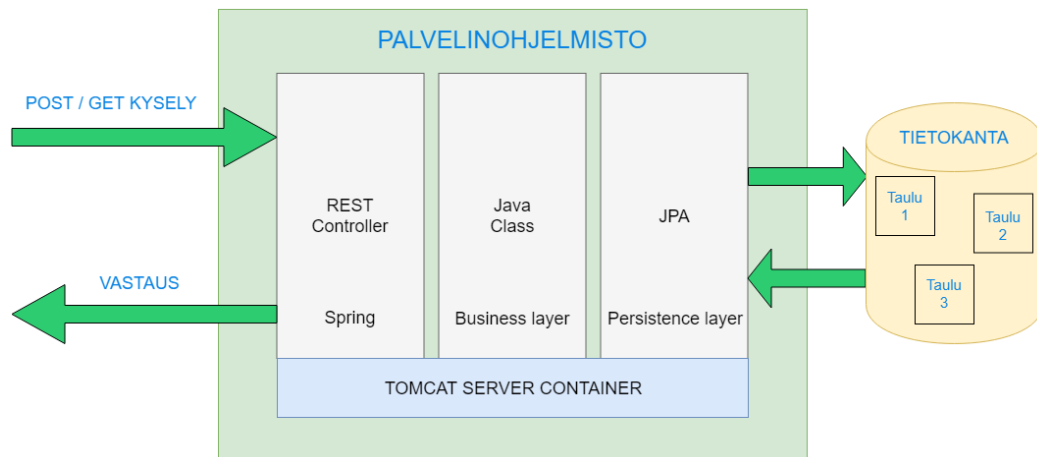 PALVELINOHJELMISTO
POST / GET KYSELY
TIETOKANTA
REST
Controller
Java
Class
JPA
Taulu
1
Taulu
2
Taulu
3
VASTAUS
Spring
Business layer
Persistence layer
TOMCAT SERVER CONTAINER